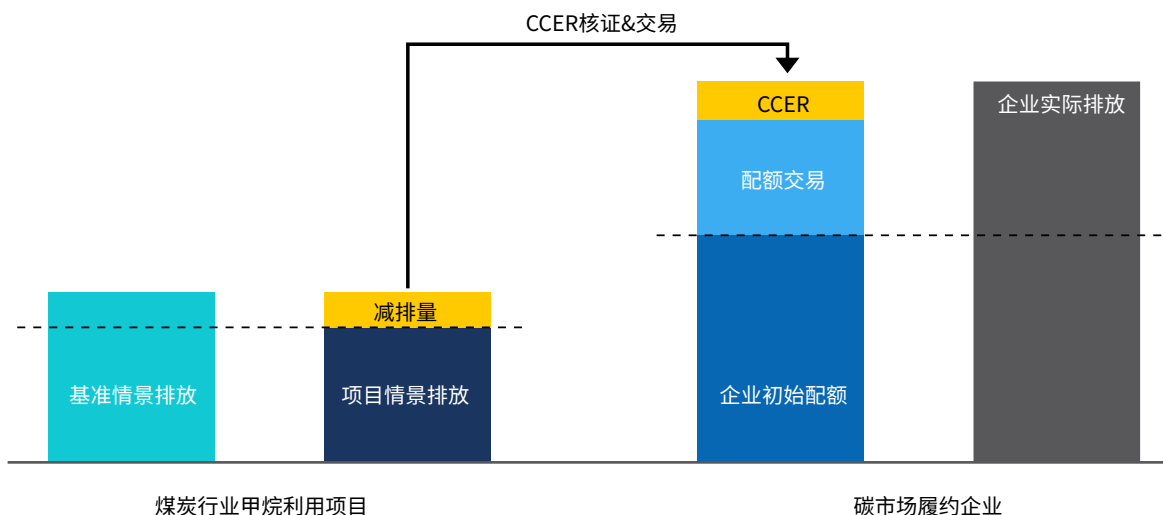 CCER核证&交易
CCER
企业实际排放
配额交易
减排量
基准情景排放
项目情景排放
企业初始配额
煤炭行业甲烷利用项目
碳市场履约企业